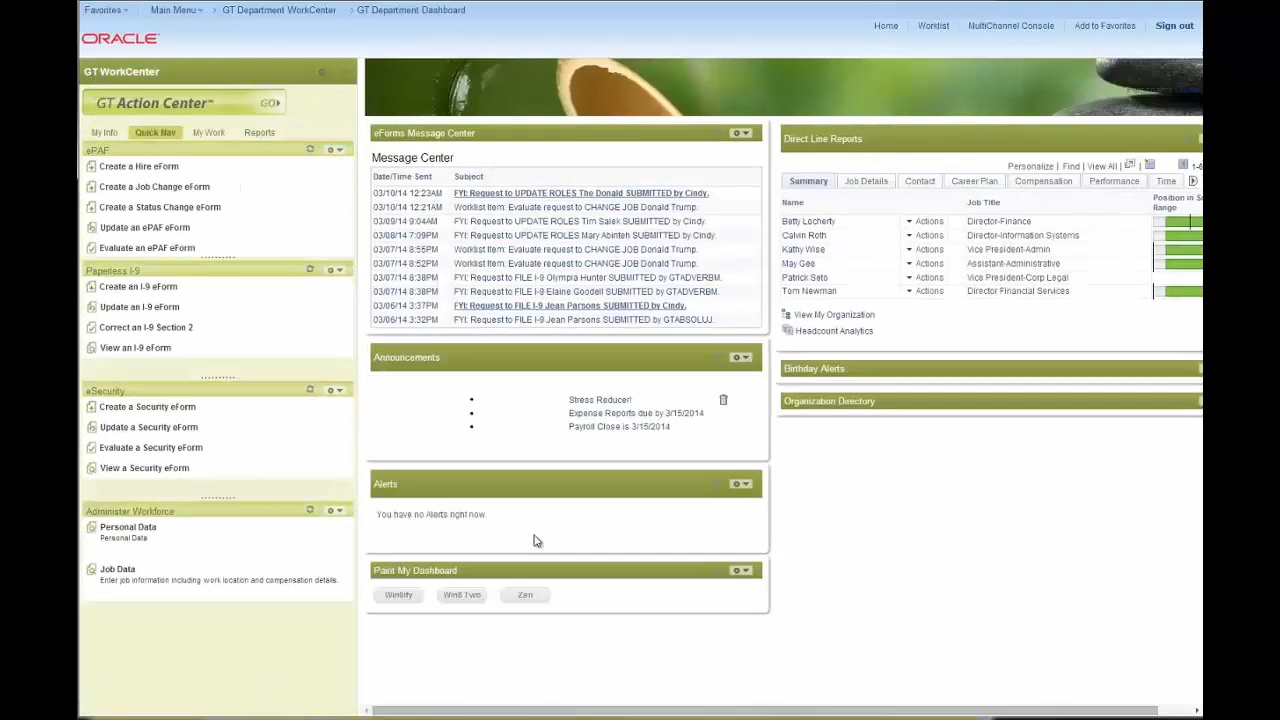 Favorites Main Menu > GT Department WorkCenter > GT Department Dashboard
ORACLE
Home Worklist MultiChannel Console Add to Favorites Sign out
GT WorkCenter
GT Action Center™ GO
My Info Quick Nav My Work Reports
ePAF
Create a Hire eForm
Create a Job Change eForm
Create a Status Change eForm
Update an ePAF eForm
Evaluate an ePAF eForm
Paperless I-9
Create an I-9 eForm
Update an I-9 eForm
Correct an I-9 Section 2
View an I-9 eForm
eSecurity
Create a Security eForm
Update a Security eForm
Evaluate a Security eForm
View a Security eForm
Administer Workforce
Personal Data
Personal Data
Job Data
Enter job information including work location and compensation details.
eForms Message Center
Message Center
Date/Time Sent Subject
03/10/14 12:23AM FYI: Request to UPDATE ROLES The Donald SUBMITTED by Cindy.
03/10/14 12:21AM Worklist Item: Evaluate request to CHANGE JOB Donald Trump.
03/09/14 9:04AM FYI: Request to UPDATE ROLES Tim Salek SUBMITTED by Cindy.
03/08/14 7:09PM FYI: Request to UPDATE ROLES Mary Abinteh SUBMITTED by Cindy.
03/07/14 8:55PM Worklist Item: Evaluate request to CHANGE JOB Donald Trump.
03/07/14 8:52PM Worklist Item: Evaluate request to CHANGE JOB Donald Trump.
03/07/14 8:38PM FYI: Request to FILE I-9 Olympia Hunter SUBMITTED by GTADVERBM.
03/07/14 8:38PM FYI: Request to FILE I-9 Elaine Goodell SUBMITTED by GTADVERBM.
03/06/14 3:37PM FYI: Request to FILE I-9 Jean Parsons SUBMITTED by Cindy.
03/06/14 3:32PM FYI: Request to FILE I-9 Jean Parsons SUBMITTED by GTABSOLUJ.
Announcements
Stress Reducer!
Expense Reports due by 3/15/2014
Payroll Close is 3/15/2014
Alerts
You have no Alerts right now.
Paint My Dashboard
Win8ify Win8 Two Zen
Direct Line Reports
Personalize | Find | View All | 1-6
Summary Job Details Contact Career Plan Compensation Performance Time
Name Job Title Position in Range
Betty Locherty Actions Director-Finance
Calvin Roth Actions Director-Information Systems
Kathy Wise Actions Vice President-Admin
May Gee Actions Assistant-Administrative
Patrick Seto Actions Vice President-Corp Legal
Tom Newman Actions Director Financial Services
View My Organization
Headcount Analytics
Birthday Alerts
Organization Directory